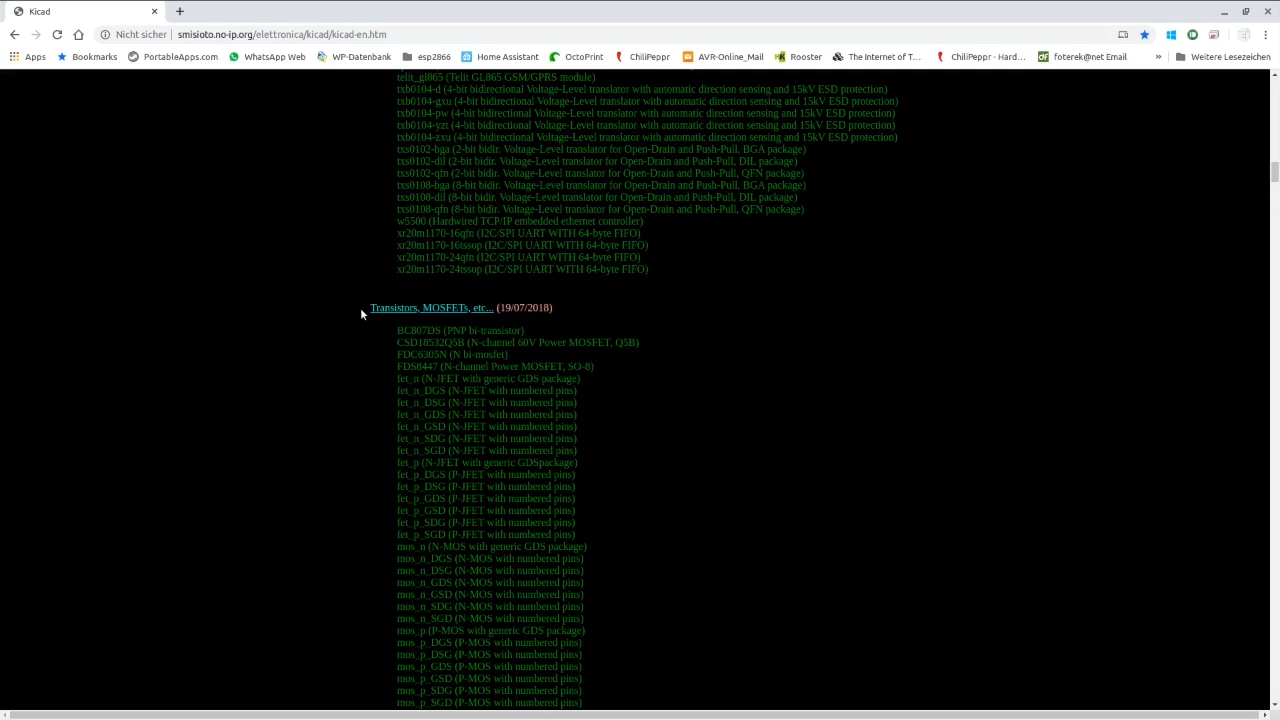 Kicad
Nicht sicher | smisioto.no-ip.org/elettronica/kicad/kicad-en.htm
Apps Bookmarks PortableApps.com WhatsApp Web WP-Datenbank esp2866 Home Assistant OctoPrint ChiliPeppr AVR-Online_Mail Rooster The Internet of T... ChiliPeppr - Hard... foterek@net Email » Weitere Lesezeichen
telit_gl865 (Telit GL865 GSM/GPRS module)
txb0104-d (4-bit bidirectional Voltage-Level translator with automatic direction sensing and 15kV ESD protection)
txb0104-gxu (4-bit bidirectional Voltage-Level translator with automatic direction sensing and 15kV ESD protection)
txb0104-pw (4-bit bidirectional Voltage-Level translator with automatic direction sensing and 15kV ESD protection)
txb0104-yzt (4-bit bidirectional Voltage-Level translator with automatic direction sensing and 15kV ESD protection)
txb0104-zxu (4-bit bidirectional Voltage-Level translator with automatic direction sensing and 15kV ESD protection)
txs0102-bga (2-bit bidir. Voltage-Level translator for Open-Drain and Push-Pull, BGA package)
txs0102-dil (2-bit bidir. Voltage-Level translator for Open-Drain and Push-Pull, DIL package)
txs0102-qfn (2-bit bidir. Voltage-Level translator for Open-Drain and Push-Pull, QFN package)
txs0108-bga (8-bit bidir. Voltage-Level translator for Open-Drain and Push-Pull, BGA package)
txs0108-dil (8-bit bidir. Voltage-Level translator for Open-Drain and Push-Pull, DIL package)
txs0108-qfn (8-bit bidir. Voltage-Level translator for Open-Drain and Push-Pull, QFN package)
w5500 (Hardwired TCP/IP embedded ethernet controller)
xr20m1170-16qfn (I2C/SPI UART WITH 64-byte FIFO)
xr20m1170-16tssop (I2C/SPI UART WITH 64-byte FIFO)
xr20m1170-24qfn (I2C/SPI UART WITH 64-byte FIFO)
xr20m1170-24tssop (I2C/SPI UART WITH 64-byte FIFO)
Transistors, MOSFETs, etc... (19/07/2018)
BC807DS (PNP bi-transistor)
CSD18532Q5B (N-channel 60V Power MOSFET, Q5B)
FDC6305N (N bi-mosfet)
FDS8447 (N-channel Power MOSFET, SO-8)
fet_n (N-JFET with generic GDS package)
fet_n_DGS (N-JFET with numbered pins)
fet_n_DSG (N-JFET with numbered pins)
fet_n_GDS (N-JFET with numbered pins)
fet_n_GSD (N-JFET with numbered pins)
fet_n_SDG (N-JFET with numbered pins)
fet_n_SGD (N-JFET with numbered pins)
fet_p (N-JFET with generic GDSpackage)
fet_p_DGS (P-JFET with numbered pins)
fet_p_DSG (P-JFET with numbered pins)
fet_p_GDS (P-JFET with numbered pins)
fet_p_GSD (P-JFET with numbered pins)
fet_p_SDG (P-JFET with numbered pins)
fet_p_SGD (P-JFET with numbered pins)
mos_n (N-MOS with generic GDS package)
mos_n_DGS (N-MOS with numbered pins)
mos_n_DSG (N-MOS with numbered pins)
mos_n_GDS (N-MOS with numbered pins)
mos_n_GSD (N-MOS with numbered pins)
mos_n_SDG (N-MOS with numbered pins)
mos_n_SGD (N-MOS with numbered pins)
mos_p (P-MOS with generic GDS package)
mos_p_DGS (P-MOS with numbered pins)
mos_p_DSG (P-MOS with numbered pins)
mos_p_GDS (P-MOS with numbered pins)
mos_p_GSD (P-MOS with numbered pins)
mos_p_SDG (P-MOS with numbered pins)
mos_p_SGD (P-MOS with numbered pins)